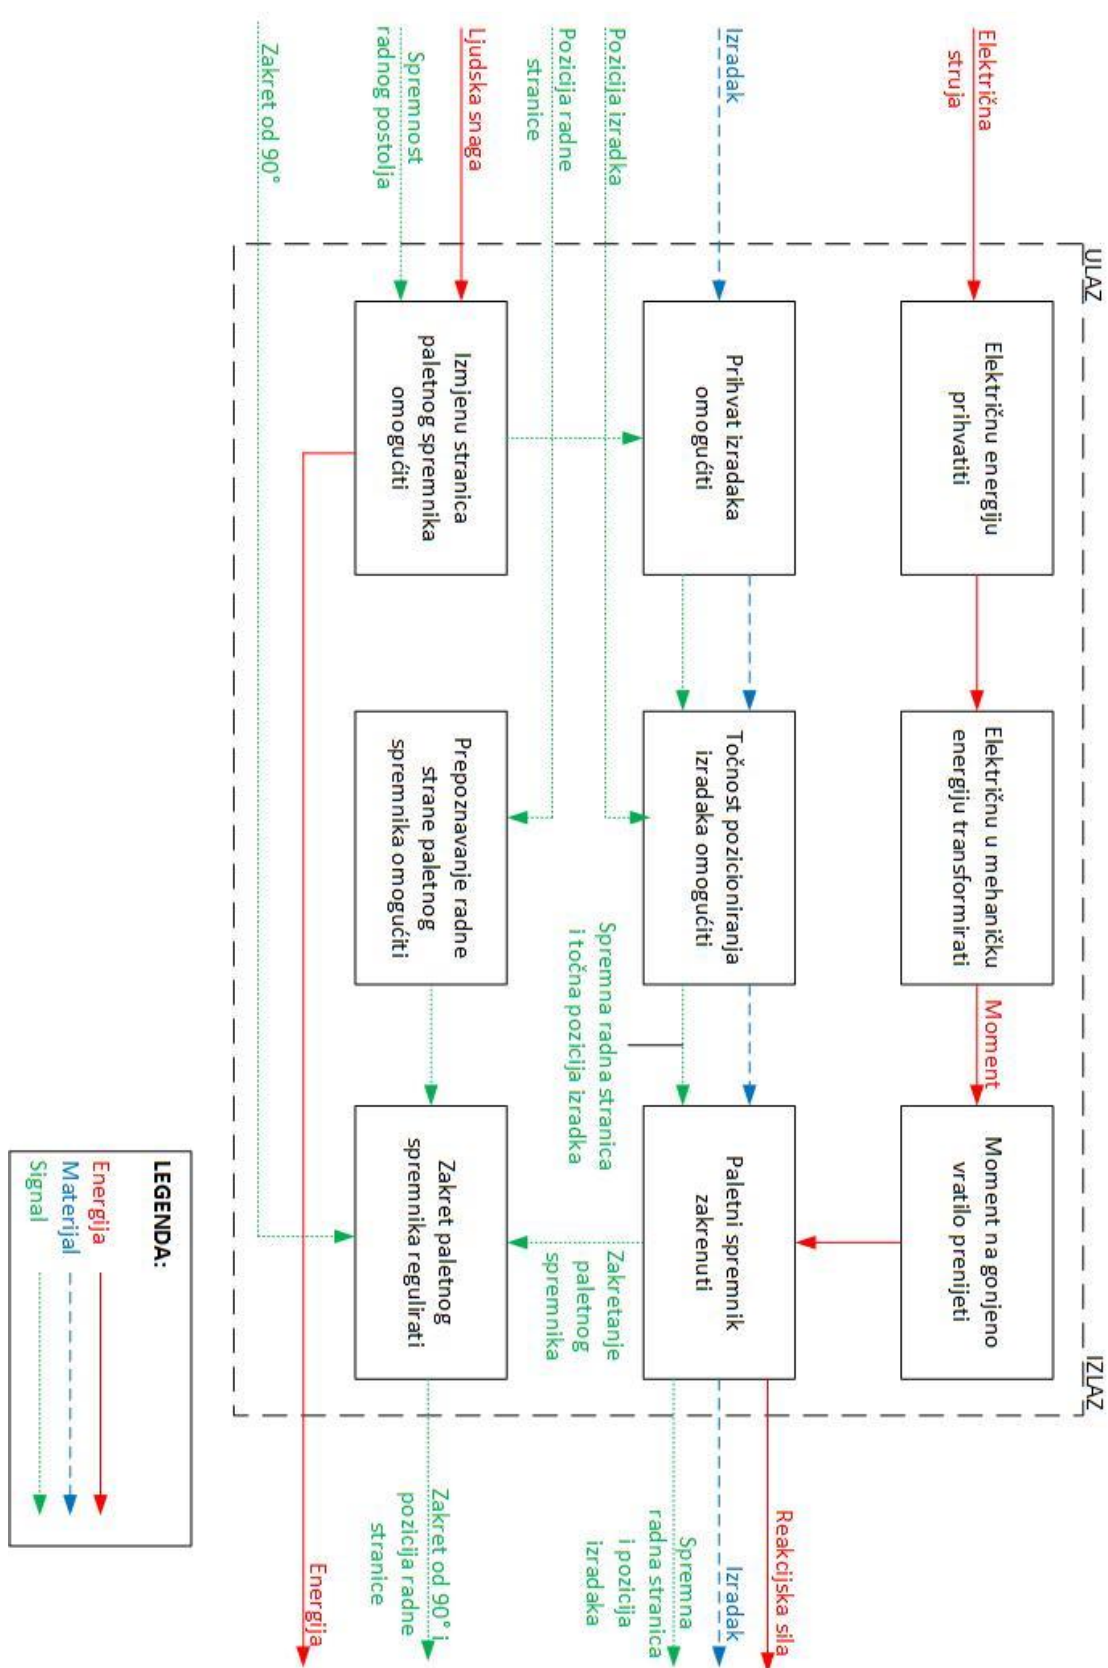 ULAZ
IZLAZ
Električna
struja
Električnu energiju
prihvatiti
Električnu u mehaničku
energiju transformirati
Moment
Moment na gonjeno
vratilo prenijeti
Izradak
Prihvat izradaka
omogućiti
Točnost pozicioniranja
izradaka omogućiti
Paletni spremnik
zakrenuti
Reakcijska sila
Izradak
Spremna
radna stranica
i pozicija
izradaka
Pozicija izradka
Spremna radna stranica
i točna pozicija izradka
Pozicija radne
stranice
Zakretanje
paletnog
spremnika
Ljudska snaga
Spremnost
radnog postolja
Izmjenu stranica
paletnog spremnika
omogućiti
Prepoznavanje radne
strane paletnog
spremnika omogućiti
Zakret paletnog
spremnika regulirati
Zakret od 90° i
pozicija radne
stranice
Zakret od 90°
Energija
LEGENDA:
Energija
Materijal
Signal